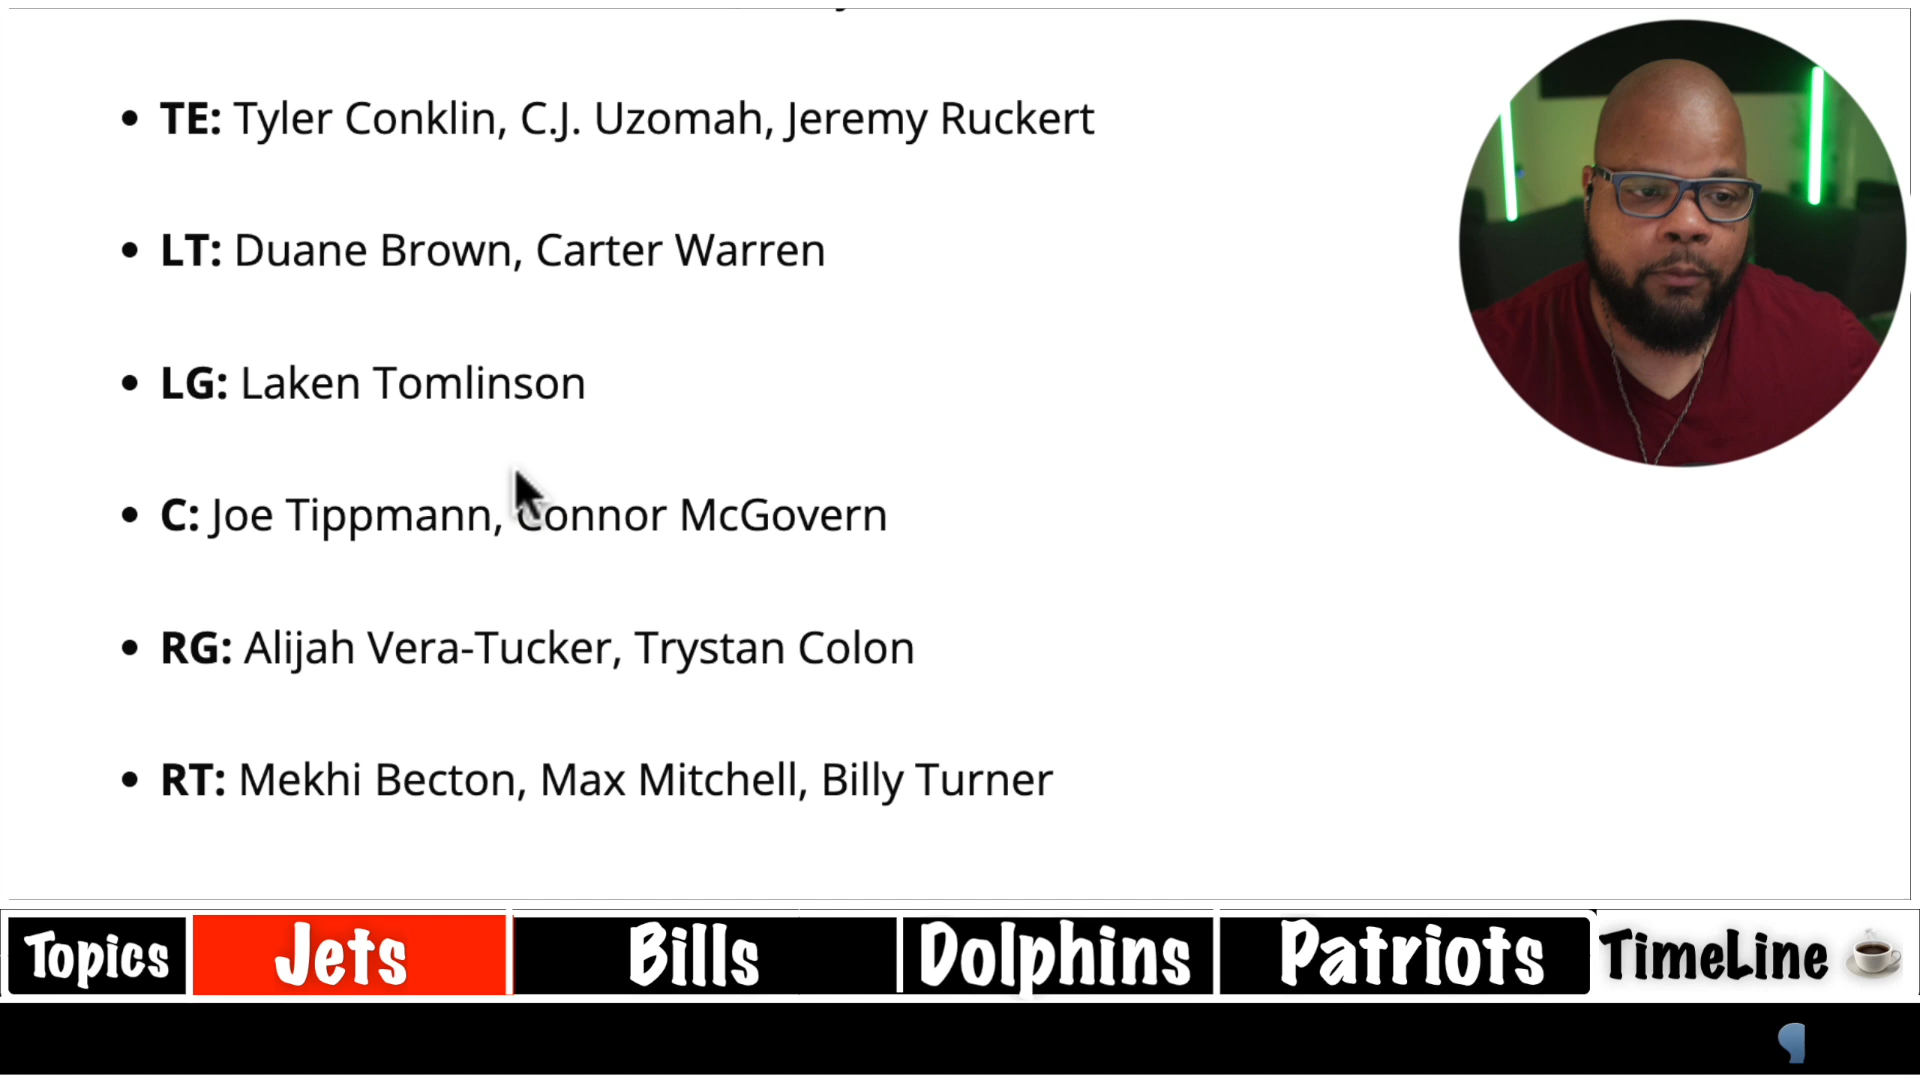 TE: Tyler Conklin, C.J. Uzomah, Jeremy Ruckert
LT: Duane Brown, Carter Warren
LG: Laken Tomlinson
C: Joe Tippmann, Connor McGovern
RG: Alijah Vera-Tucker, Trystan Colon
RT: Mekhi Becton, Max Mitchell, Billy Turner
Topics
Jets
Bills
Dolphins
Patriots
TimeLine